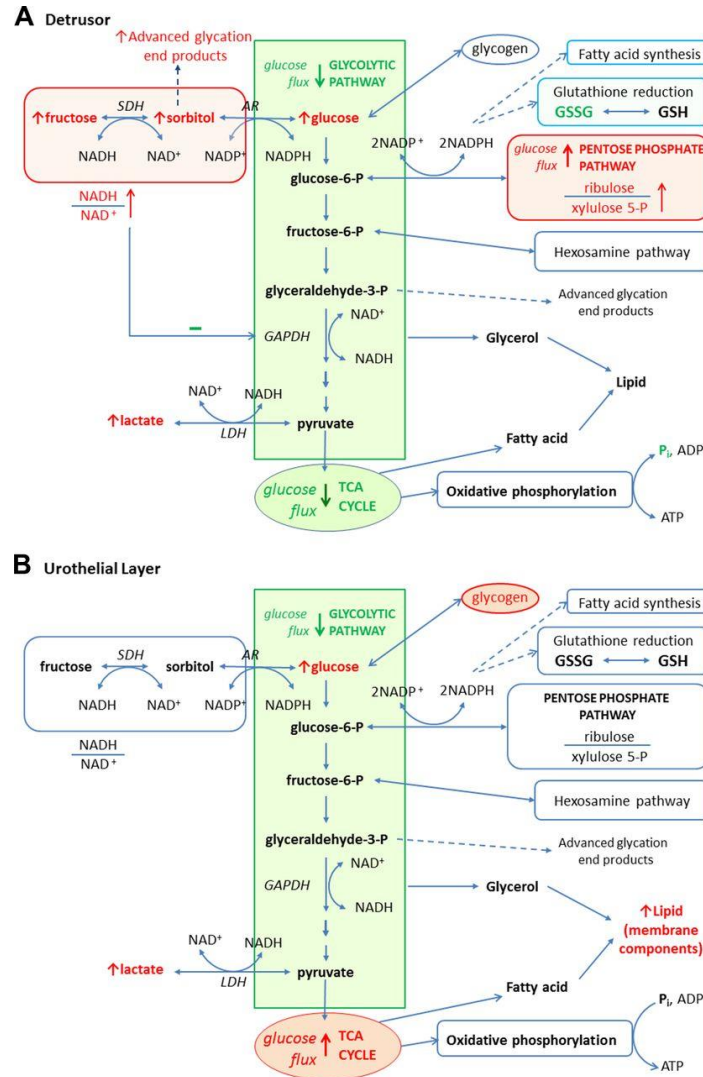 A Detrusor
↑Advanced glycation
end products
glucose
flux ↓ GLYCOLYTIC
PATHWAY
glycogen
Fatty acid synthesis
Glutathione reduction
GSSG GSH
↑fructose SDH ↑sorbitol AR ↑glucose
NADH NAD+ NADP+ NADPH
2NADP+ 2NADPH
glucose
flux ↑ PENTOSE PHOSPHATE
PATHWAY
ribulose
xylulose 5-P ↑
glucose-6-P
NADH
NAD+ ↑
fructose-6-P
Hexosamine pathway
glyceraldehyde-3-P
Advanced glycation
end products
–
GAPDH
NAD+
NADH
Glycerol
Lipid
NAD+ NADH
↑lactate
LDH
pyruvate
Fatty acid
Pi, ADP
glucose
flux ↓ TCA
CYCLE
Oxidative phosphorylation
ATP
B Urothelial Layer
glucose
flux ↓ GLYCOLYTIC
PATHWAY
glycogen
Fatty acid synthesis
Glutathione reduction
GSSG GSH
fructose SDH sorbitol AR ↑glucose
NADH NAD+ NADP+ NADPH
2NADP+ 2NADPH
PENTOSE PHOSPHATE
PATHWAY
ribulose
xylulose 5-P
glucose-6-P
NADH
NAD+
fructose-6-P
Hexosamine pathway
glyceraldehyde-3-P
Advanced glycation
end products
GAPDH
NAD+
NADH
Glycerol
↑Lipid
(membrane
components)
NAD+ NADH
↑lactate
LDH
pyruvate
Fatty acid
Pi, ADP
glucose
flux ↑ TCA
CYCLE
Oxidative phosphorylation
ATP